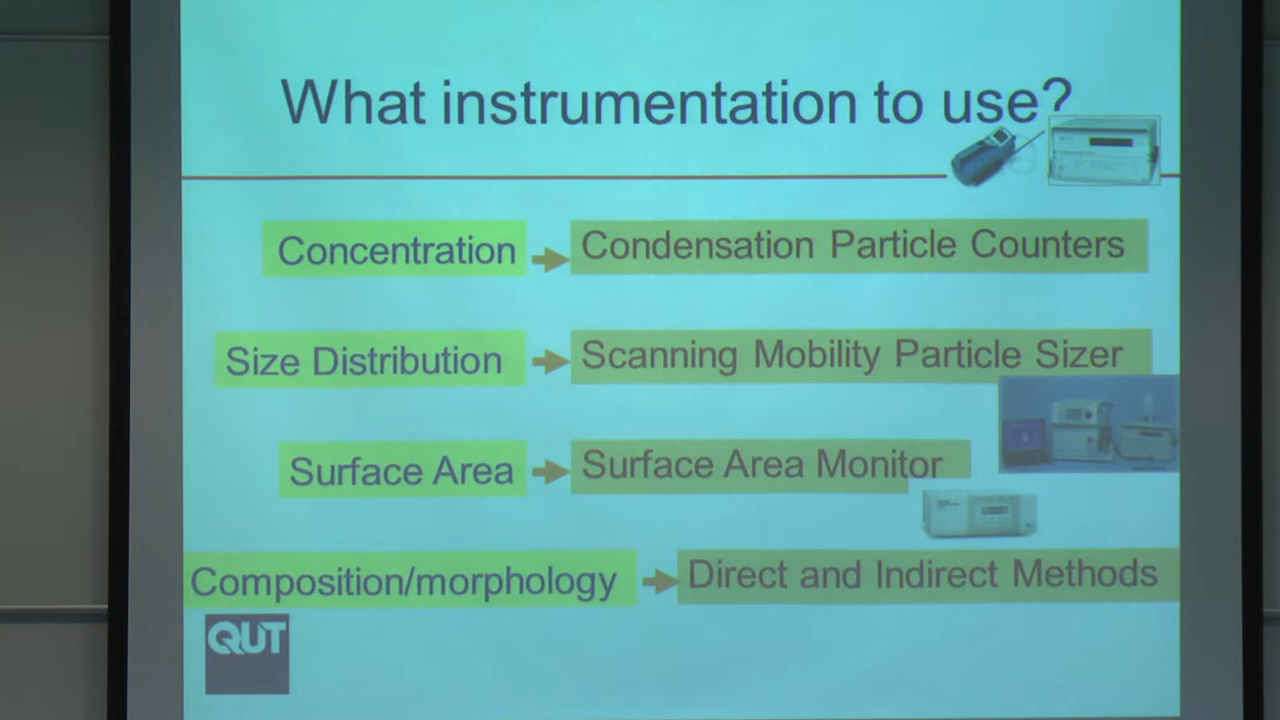 What instrumentation to use?
Concentration
Condensation Particle Counters
Size Distribution
Scanning Mobility Particle Sizer
Surface Area
Surface Area Monitor
Composition/morphology
Direct and Indirect Methods
QUT